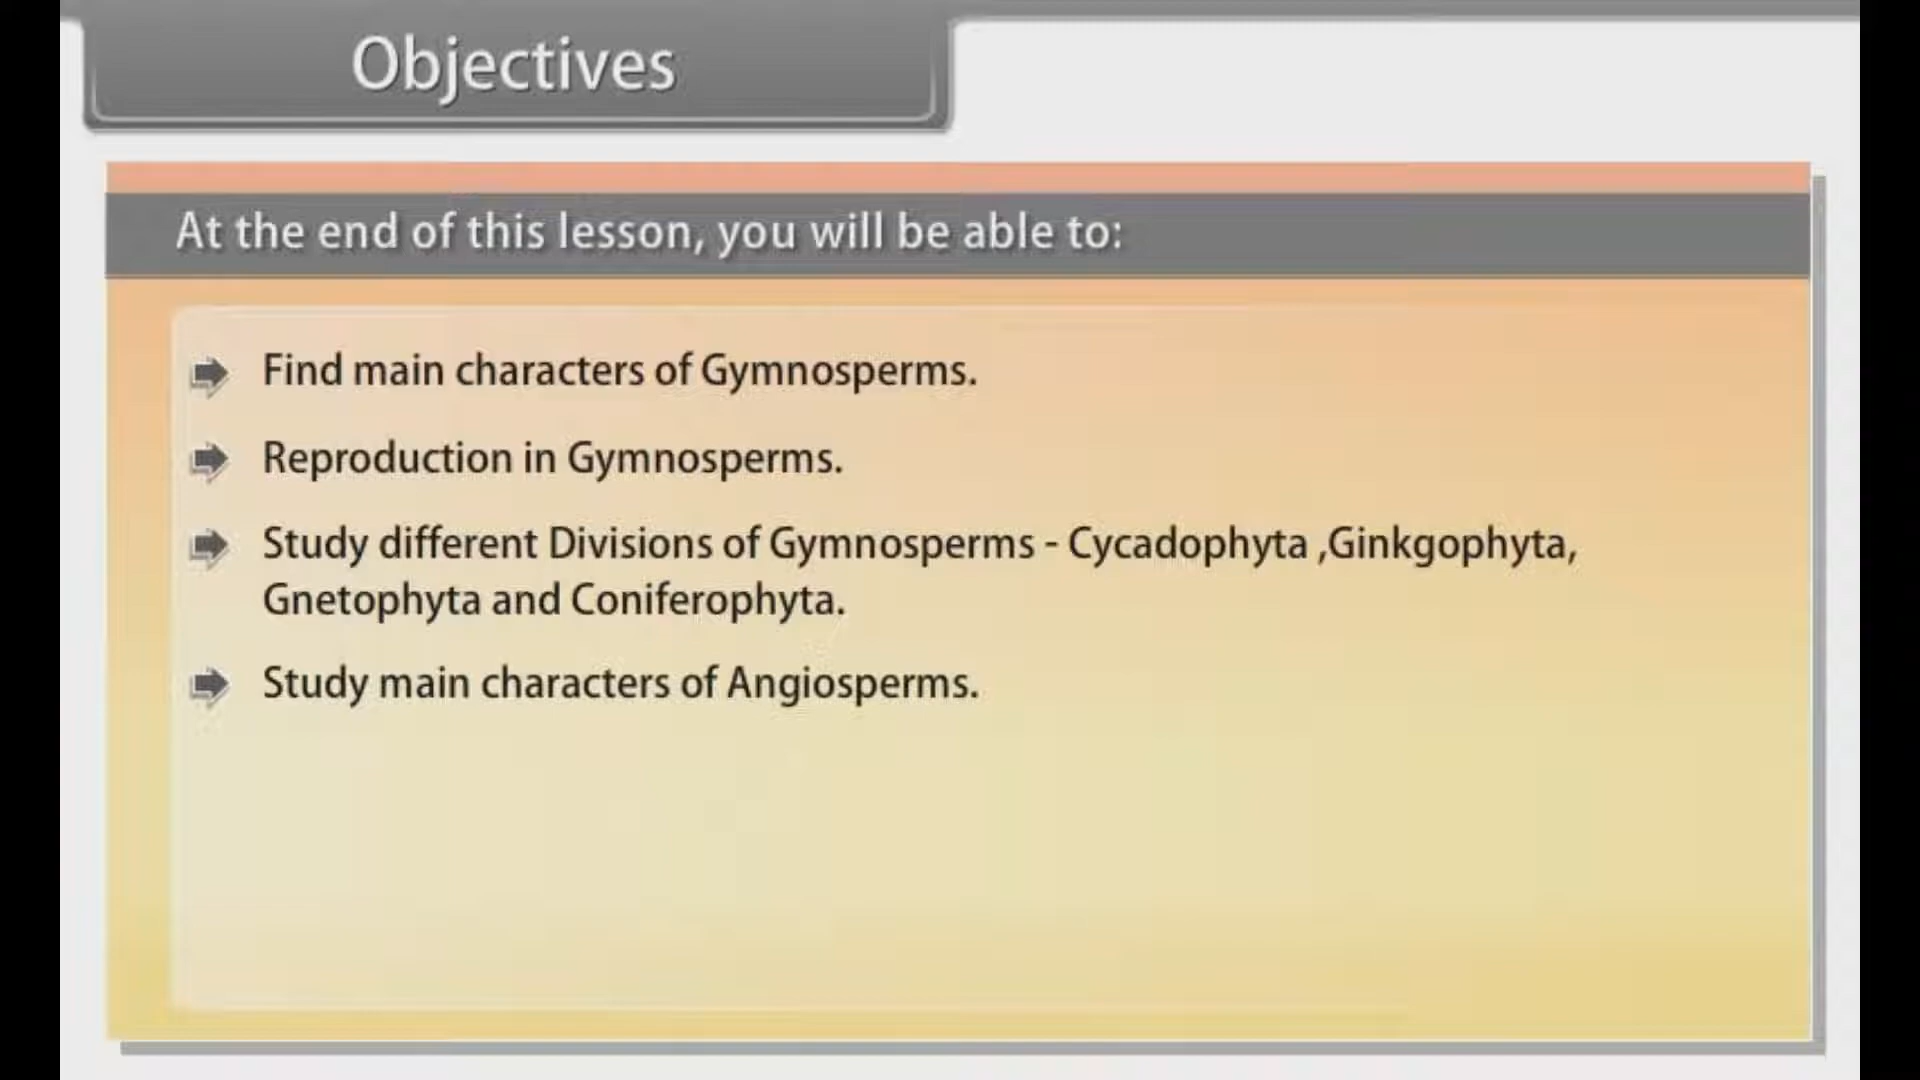 Objectives
At the end of this lesson, you will be able to:
Find main characters of Gymnosperms.
Reproduction in Gymnosperms.
Study different Divisions of Gymnosperms - Cycadophyta ,Ginkgophyta,
Gnetophyta and Coniferophyta.
Study main characters of Angiosperms.